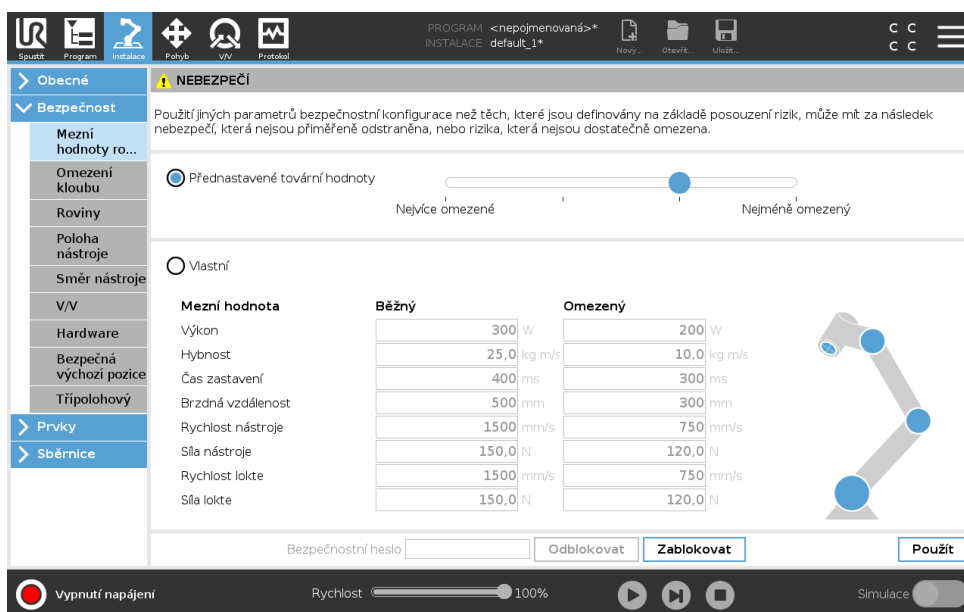 UR
PROGRAM <nepojmenovaná>*
INSTALACE default_1*
Spustit Program Instalace Pohyb V/V Protokol
Nový... Otevřít... Uložit...
C C
C C
Obecné
Bezpečnost
Mezní
hodnoty ro...
Omezení
kloubu
Roviny
Poloha
nástroje
Směr nástroje
V/V
Hardware
Bezpečná
výchozí pozice
Třípolohový
Prvky
Sběrnice
NEBEZPEČÍ
Použití jiných parametrů bezpečnostní konfigurace než těch, které jsou definovány na základě posouzení rizik, může mít za následek
nebezpečí, která nejsou přiměřeně odstraněna, nebo rizika, která nejsou dostatečně omezena.
Přednastavené tovární hodnoty
Nejvíce omezené Nejméně omezený
Vlastní
Mezní hodnota Běžný Omezený
Výkon 300 W 200 W
Hybnost 25,0 kg m/s 10,0 kg m/s
Čas zastavení 400 ms 300 ms
Brzdná vzdálenost 500 mm 300 mm
Rychlost nástroje 1500 mm/s 750 mm/s
Síla nástroje 150,0 N 120,0 N
Rychlost lokte 1500 mm/s 750 mm/s
Síla lokte 150,0 N 120,0 N
Bezpečnostní heslo Odblokovat Zablokovat Použít
Vypnutí napájení Rychlost 100% Simulace